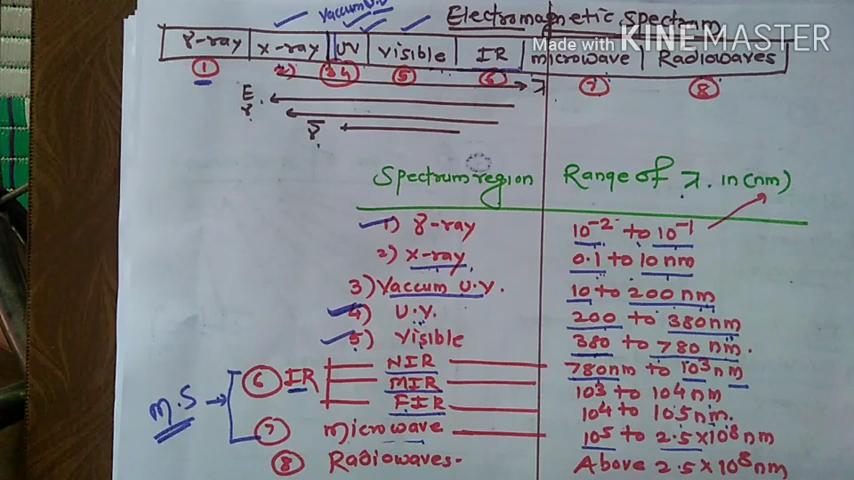 Vaccum U.V
Electromagnetic Spectrum
Made with KINEMASTER
γ-ray x-ray UV visible IR microwave Radiowaves
1 2) 3 4 5 6 7 8
λ
E
γ
γ̅
Spectrum region Range of λ. in (nm)
1) γ-ray 10⁻² to 10⁻¹
2) x-ray 0.1 to 10 nm
3) Vaccum U.V. 10 to 200 nm
4) U.V. 200 to 380 nm
5) visible 380 to 780 nm.
6 IR NIR 780nm to 10³ nm
MIR 10³ to 10⁴ nm
FIR 10⁴ to 10⁵ nm.
M.S 7 microwave 10⁵ to 2.5×10⁸ nm
8 Radiowaves. Above 2.5×10⁸ nm